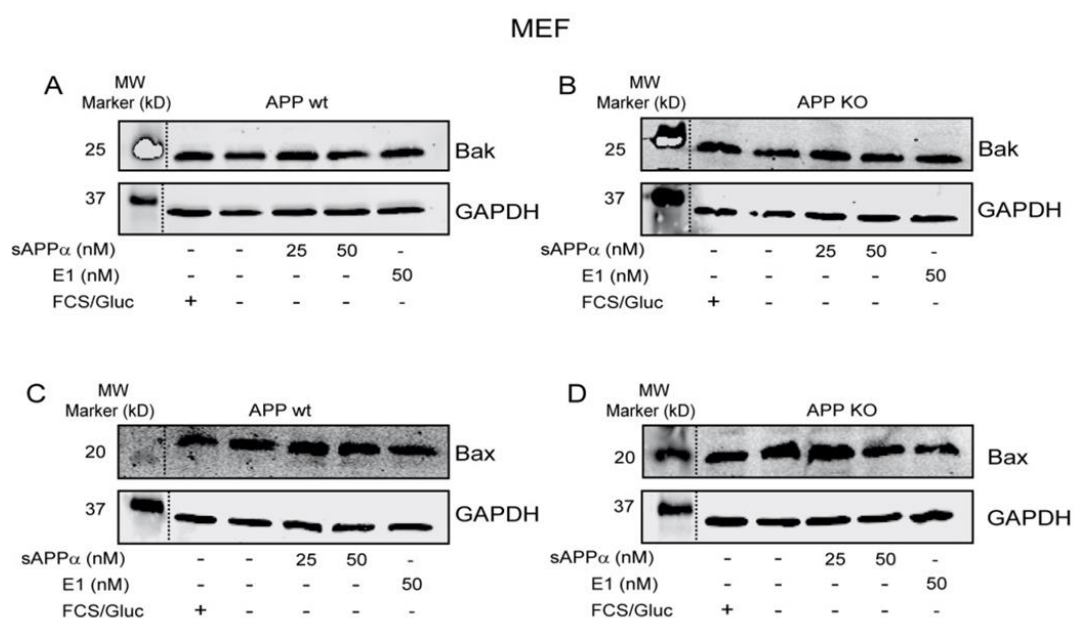 MEF
A
MW
Marker (kD) APP wt
25 Bak
37 GAPDH
sAPPα (nM) - - 25 50 -
E1 (nM) - - - - 50
FCS/Gluc + - - - -
B
MW
Marker (kD) APP KO
25 Bak
37 GAPDH
sAPPα (nM) - - 25 50 -
E1 (nM) - - - - 50
FCS/Gluc + - - - -
C
MW
Marker (kD) APP wt
20 Bax
37 GAPDH
sAPPα (nM) - - 25 50 -
E1 (nM) - - - - 50
FCS/Gluc + - - - -
D
MW
Marker (kD) APP KO
20 Bax
37 GAPDH
sAPPα (nM) - - 25 50 -
E1 (nM) - - - - 50
FCS/Gluc + - - - -